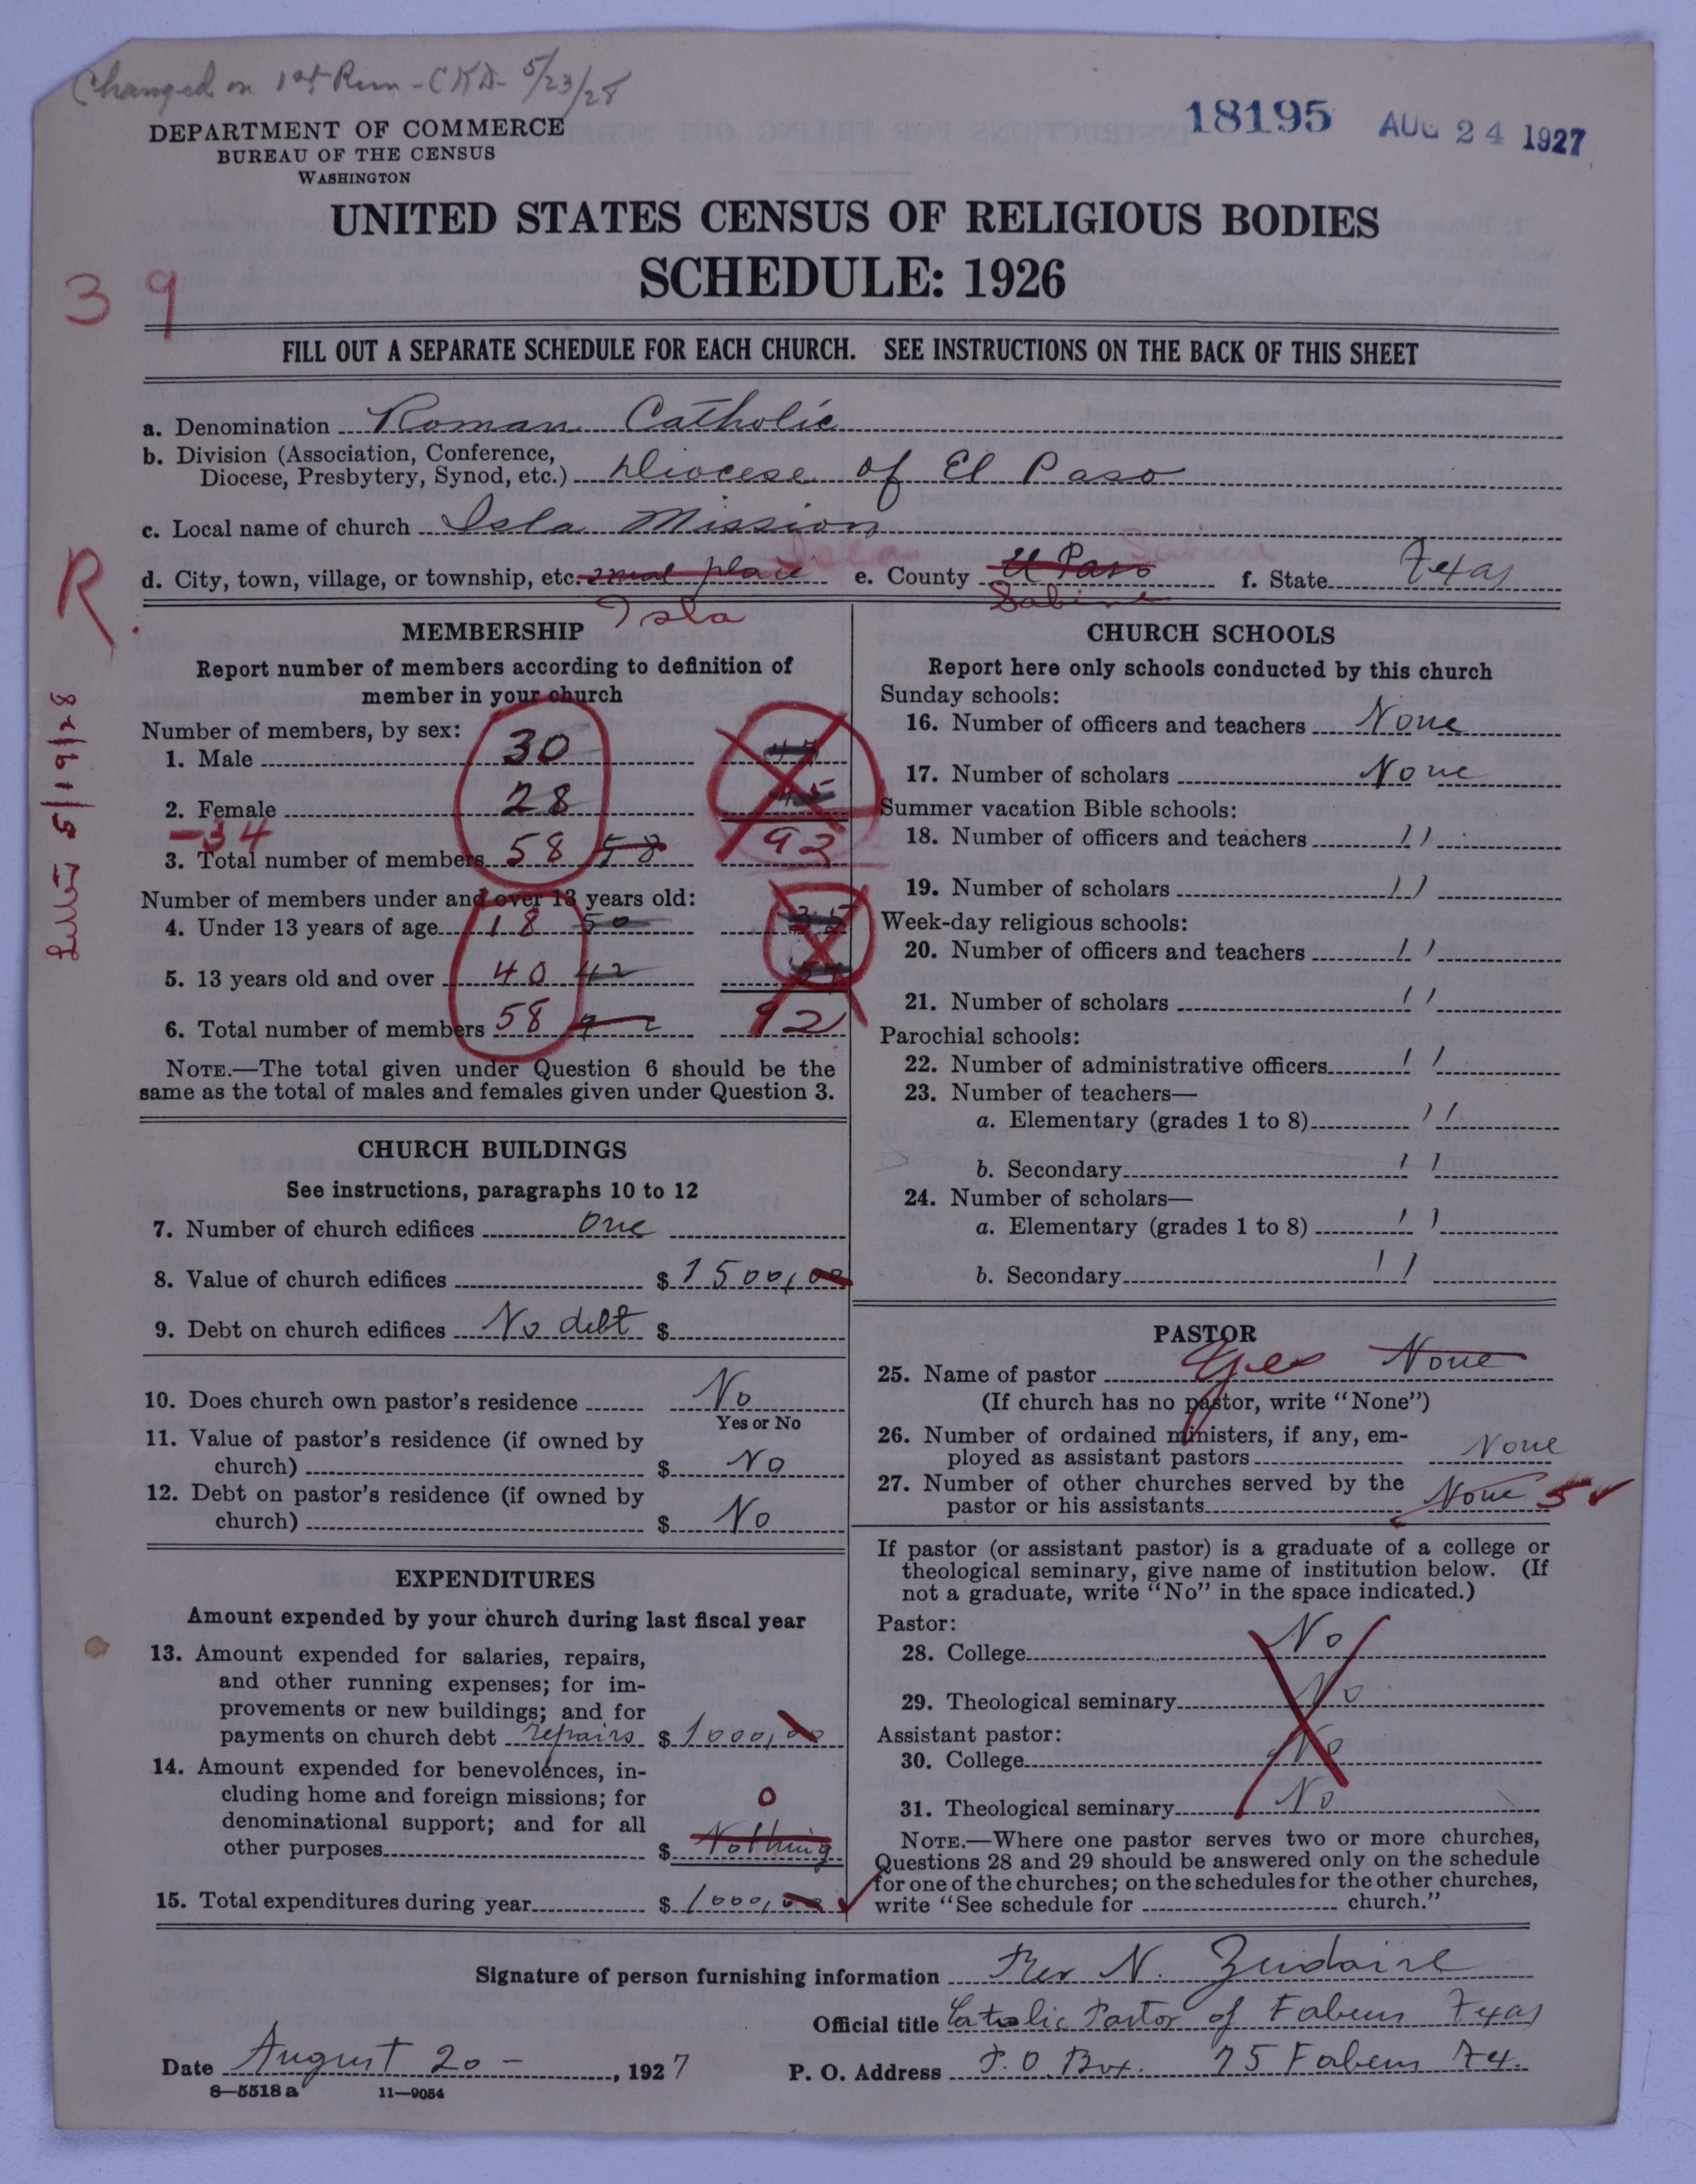 Changed on 1st Run - CKD - 5/23/28
18195 AUG 24 1927
DEPARTMENT OF COMMERCE
BUREAU OF THE CENSUS
WASHINGTON
UNITED STATES CENSUS OF RELIGIOUS BODIES
SCHEDULE: 1926
39
FILL OUT A SEPARATE SCHEDULE FOR EACH CHURCH. SEE INSTRUCTIONS ON THE BACK OF THIS SHEET
a. Denomination Roman Catholic
b. Division (Association, Conference,
Diocese, Presbytery, Synod, etc.) Diocese of El Paso
c. Local name of church Isla Mission
d. City, town, village, or township, etc. place e. County El Paso f. State Texas
Isla Sabine
R.
5/19/28
MEMBERSHIP
Report number of members according to definition of
member in your church
Number of members, by sex:
1. Male 30
2. Female 28
-34
3. Total number of members 58 58 92
Number of members under and over 13 years old:
4. Under 13 years of age 18 50 35
5. 13 years old and over 40 42
6. Total number of members 58 92
NOTE.—The total given under Question 6 should be the
same as the total of males and females given under Question 3.
CHURCH BUILDINGS
See instructions, paragraphs 10 to 12
7. Number of church edifices one
8. Value of church edifices $ 1500,00
9. Debt on church edifices No debt $
10. Does church own pastor's residence No
Yes or No
11. Value of pastor's residence (if owned by
church) $ No
12. Debt on pastor's residence (if owned by
church) $ No
EXPENDITURES
Amount expended by your church during last fiscal year
13. Amount expended for salaries, repairs,
and other running expenses; for im-
provements or new buildings; and for
payments on church debt repairs $ 1000,00
14. Amount expended for benevolences, in-
cluding home and foreign missions; for
denominational support; and for all
0
other purposes $ Nothing
15. Total expenditures during year $ 1000,00
CHURCH SCHOOLS
Report here only schools conducted by this church
Sunday schools:
16. Number of officers and teachers None
17. Number of scholars None
Summer vacation Bible schools:
18. Number of officers and teachers "
19. Number of scholars "
Week-day religious schools:
20. Number of officers and teachers "
21. Number of scholars "
Parochial schools:
22. Number of administrative officers "
23. Number of teachers—
a. Elementary (grades 1 to 8) "
b. Secondary "
24. Number of scholars—
a. Elementary (grades 1 to 8) "
b. Secondary "
PASTOR
25. Name of pastor Yes None
(If church has no pastor, write "None")
26. Number of ordained ministers, if any, em-
ployed as assistant pastors None
27. Number of other churches served by the
pastor or his assistants None 5 ✓
If pastor (or assistant pastor) is a graduate of a college or
theological seminary, give name of institution below. (If
not a graduate, write "No" in the space indicated.)
Pastor:
28. College No
29. Theological seminary No
Assistant pastor:
30. College No
31. Theological seminary No
NOTE.—Where one pastor serves two or more churches,
Questions 28 and 29 should be answered only on the schedule
for one of the churches; on the schedules for the other churches,
write "See schedule for church."
Signature of person furnishing information Rev N. Zudaire
Official title Catholic Pastor of Fabens Texas
Date August 20 - , 1927 P. O. Address P.O. Box. 75 Fabens Tx.
8—5518 a 11—9054